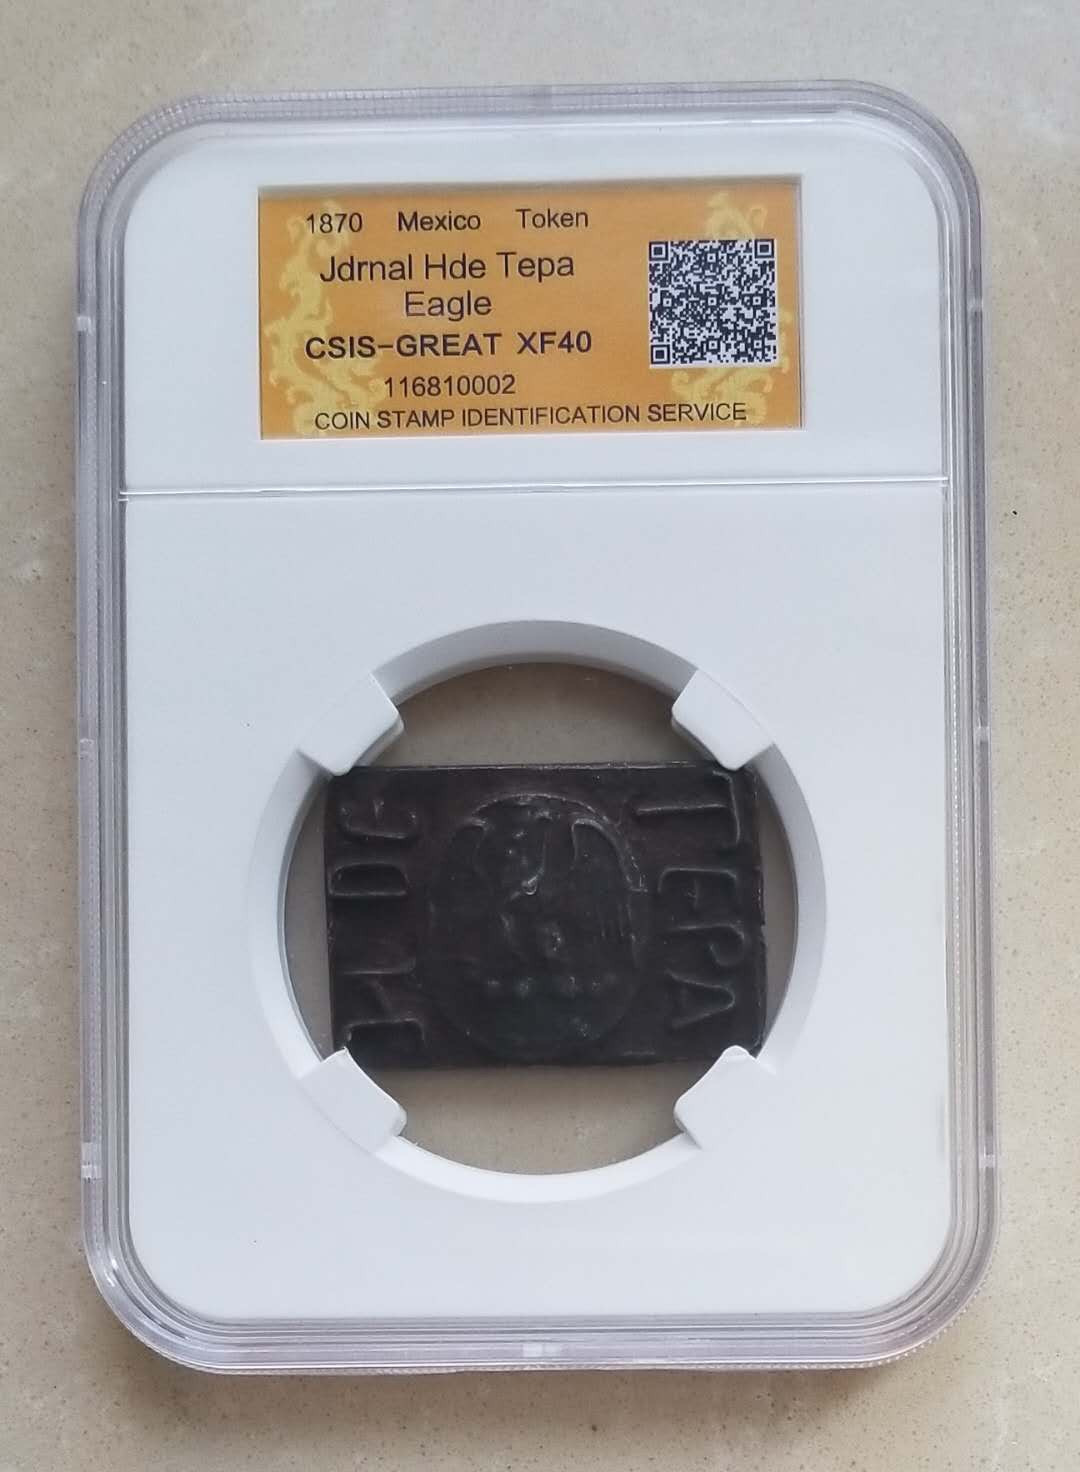 1870 Mexico Token
Jdrnal Hde Tepa
Eagle
CSIS-GREAT XF40
116810002
COIN STAMP IDENTIFICATION SERVICE
TEPA